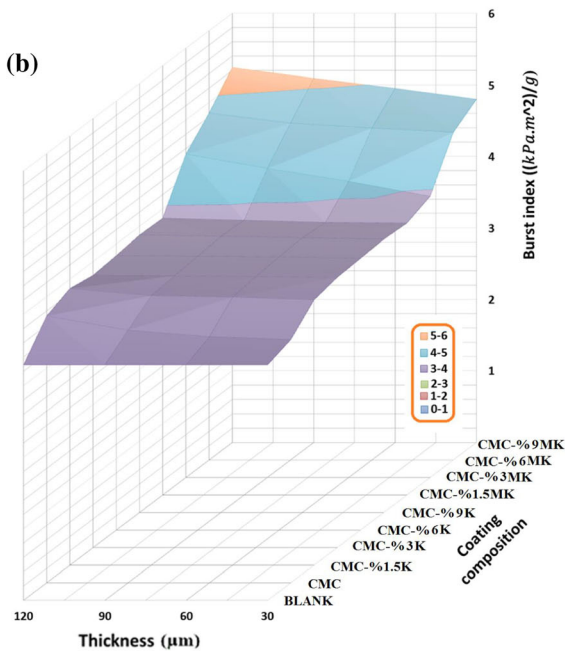 (b)
6
5
4
3
2
1
Burst index ((kPa.m^2)/g)
5-6
4-5
3-4
2-3
1-2
0-1
CMC-%9MK
CMC-%6MK
CMC-%3MK
CMC-%1.5MK
CMC-%9K
CMC-%6K
CMC-%3K
CMC-%1.5K
CMC
BLANK
Coating
composition
120 90 60 30
Thickness (μm)